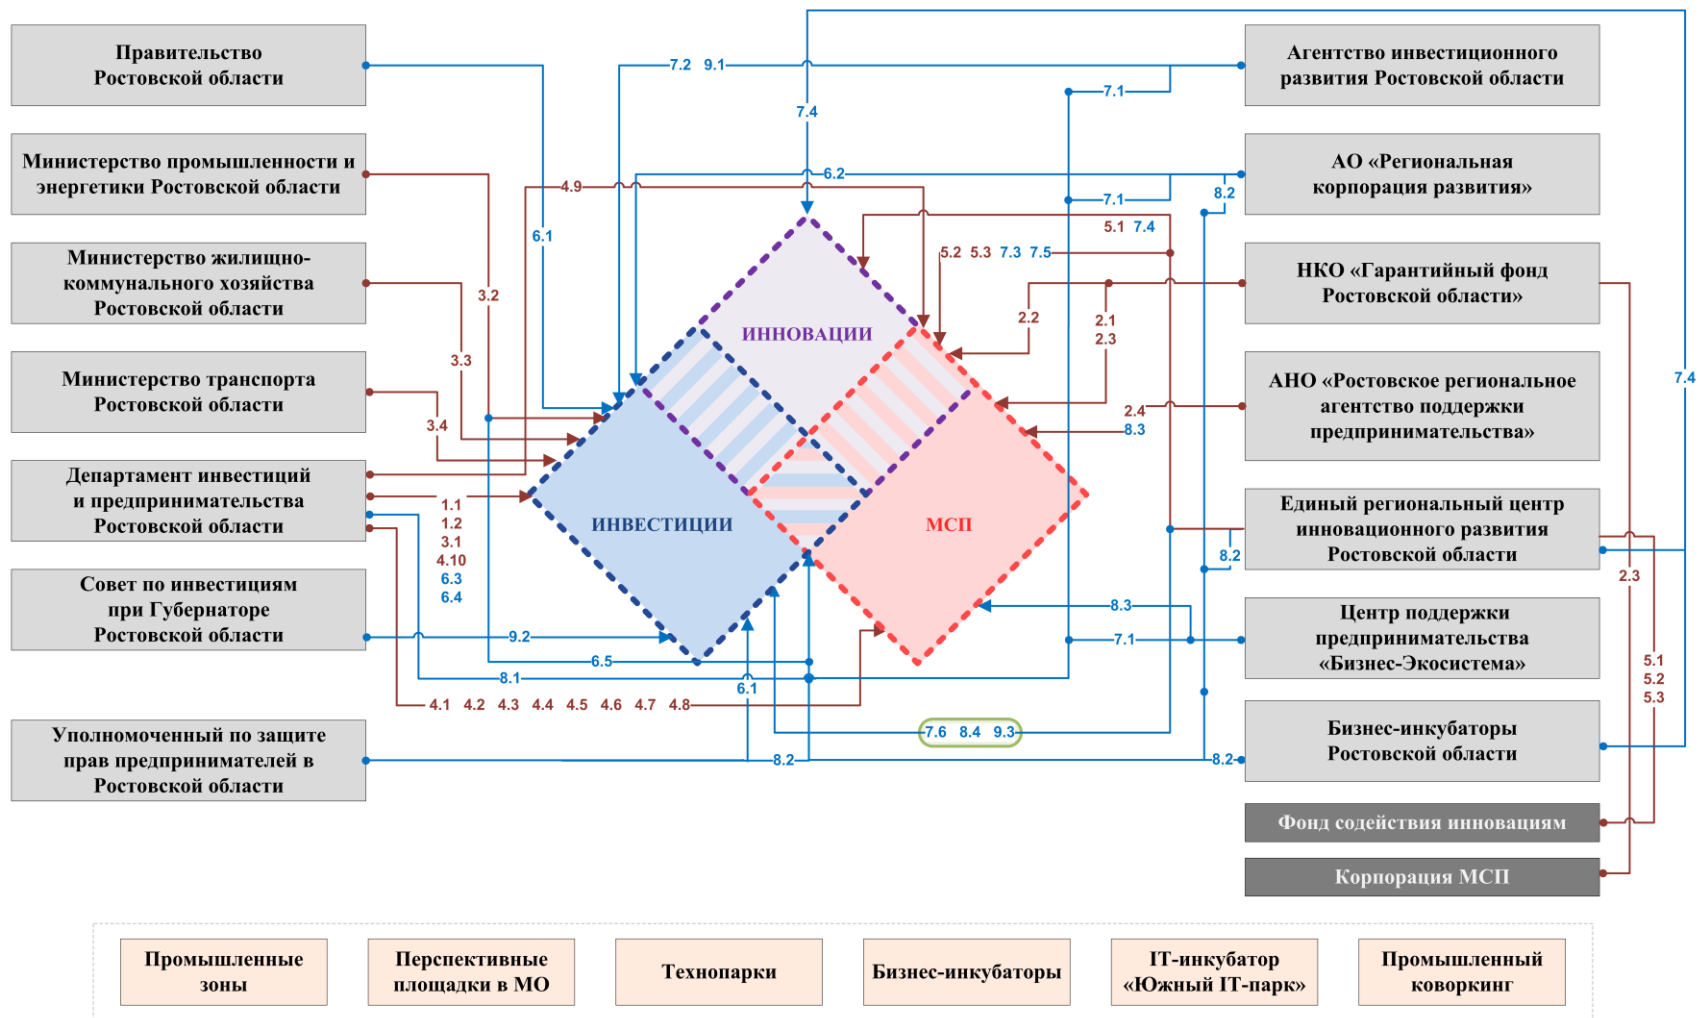 Правительство
Ростовской области
Министерство промышленности и
энергетики Ростовской области
Министерство жилищно-
коммунального хозяйства
Ростовской области
Министерство транспорта
Ростовской области
Департамент инвестиций
и предпринимательства
Ростовской области
Совет по инвестициям
при Губернаторе
Ростовской области
Уполномоченный по защите
прав предпринимателей в
Ростовской области
7.2 9.1
7.4
7.1
4.9
6.2
7.1
8.2
6.1
5.1 7.4
5.2 5.3 7.3 7.5
3.2
2.2
2.1
2.3
3.3
3.4
2.4
8.3
7.4
1.1
1.2
3.1
4.10
6.3
6.4
8.2
2.3
9.2
8.3
7.1
6.5
8.1
6.1
4.1 4.2 4.3 4.4 4.5 4.6 4.7 4.8
7.6 8.4 9.3
8.2
8.2
5.1
5.2
5.3
ИННОВАЦИИ
ИНВЕСТИЦИИ
МСП
Агентство инвестиционного
развития Ростовской области
АО «Региональная
корпорация развития»
НКО «Гарантийный фонд
Ростовской области»
АНО «Ростовское региональное
агентство поддержки
предпринимательства»
Единый региональный центр
инновационного развития
Ростовской области
Центр поддержки
предпринимательства
«Бизнес-Экосистема»
Бизнес-инкубаторы
Ростовской области
Фонд содействия инновациям
Корпорация МСП
Промышленные
зоны
Перспективные
площадки в МО
Технопарки
Бизнес-инкубаторы
IT-инкубатор
«Южный IT-парк»
Промышленный
коворкинг